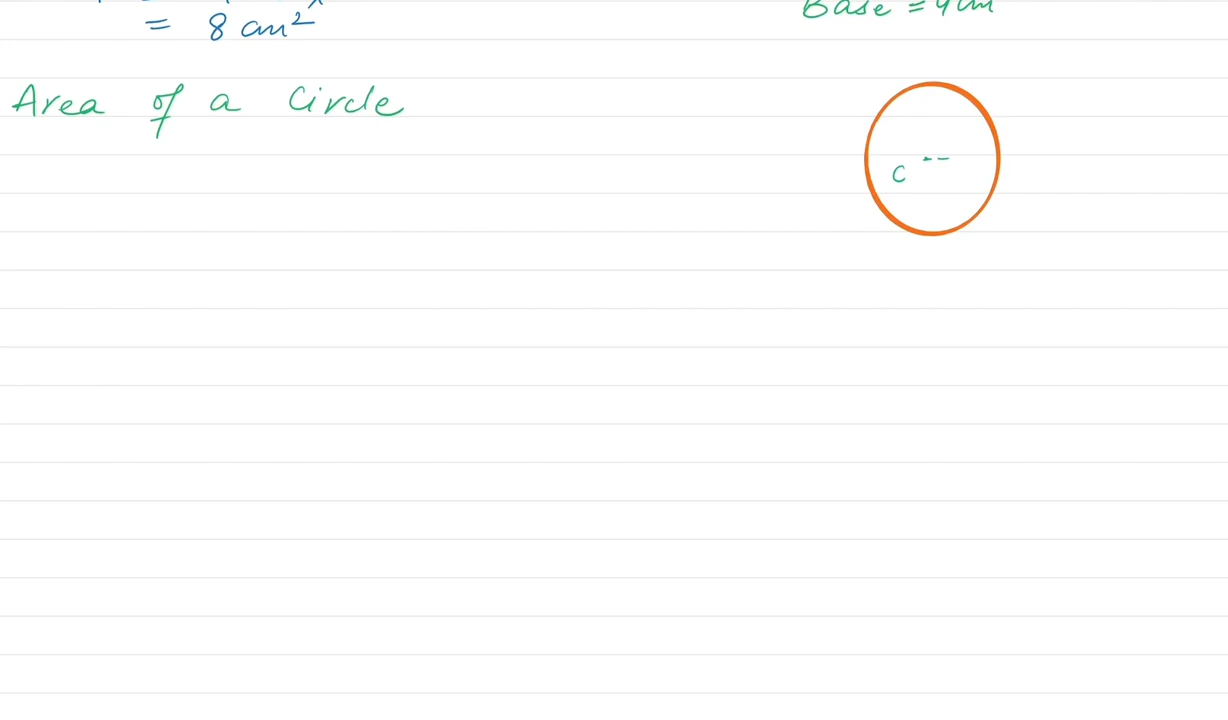 = 8 cm²
Base = 4 cm
Area of a Circle
C